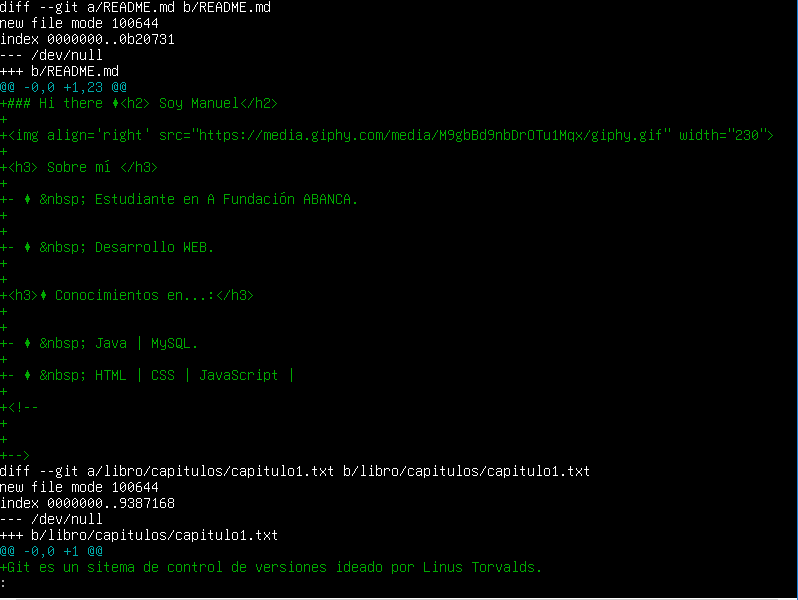 diff --git a/README.md b/README.md
new file mode 100644
index 0000000..0b20731
--- /dev/null
+++ b/README.md
@@ -0,0 +1,23 @@
+### Hi there ♦<h2> Soy Manuel</h2>
+
+<img align='right' src="https://media.giphy.com/media/M9gbBd9nbDrOTu1Mqx/giphy.gif" width="230">
+
+<h3> Sobre mí </h3>
+
+- ♦ &nbsp; Estudiante en A Fundación ABANCA.
+
+
+- ♦ &nbsp; Desarrollo WEB.
+
+
+<h3>♦ Conocimientos en...:</h3>
+
+
+- ♦ &nbsp; Java | MySQL.
+
+- ♦ &nbsp; HTML | CSS | JavaScript |
+
+<!--
+
+
+-->
diff --git a/libro/capitulos/capitulo1.txt b/libro/capitulos/capitulo1.txt
new file mode 100644
index 0000000..9387168
--- /dev/null
+++ b/libro/capitulos/capitulo1.txt
@@ -0,0 +1 @@
+Git es un sitema de control de versiones ideado por Linus Torvalds.
: